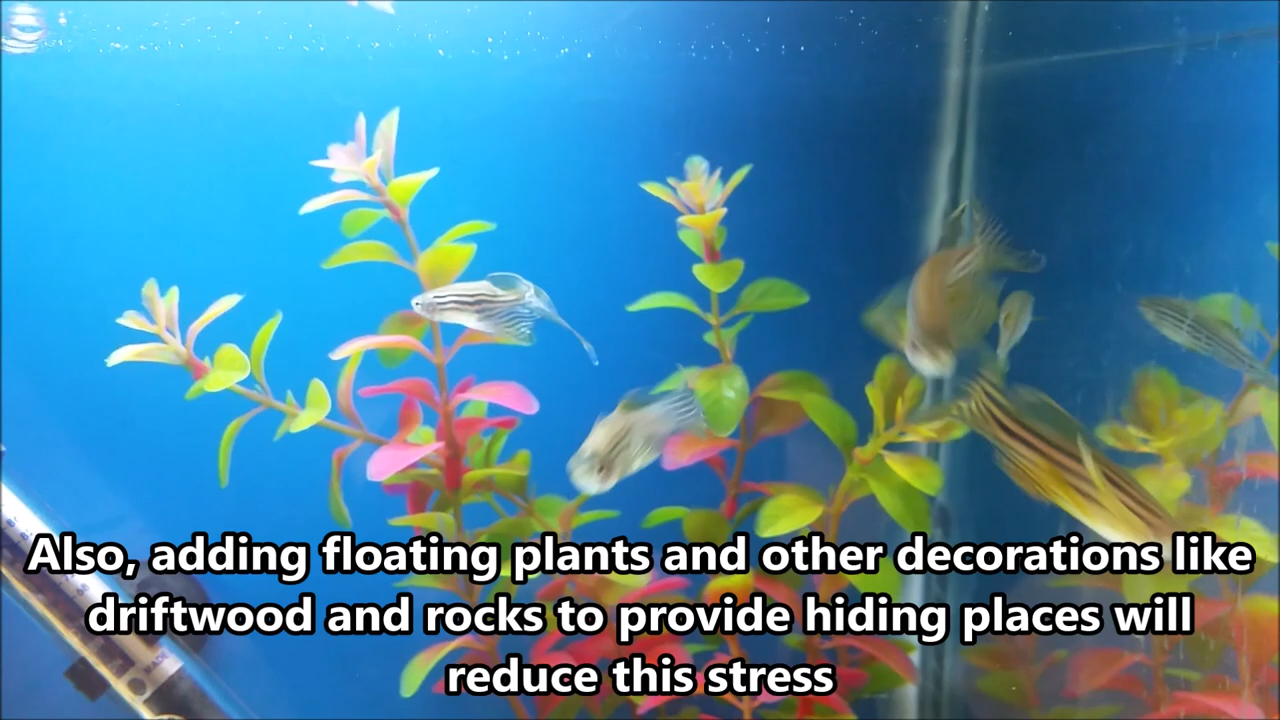 Also, adding floating plants and other decorations like
driftwood and rocks to provide hiding places will
reduce this stress